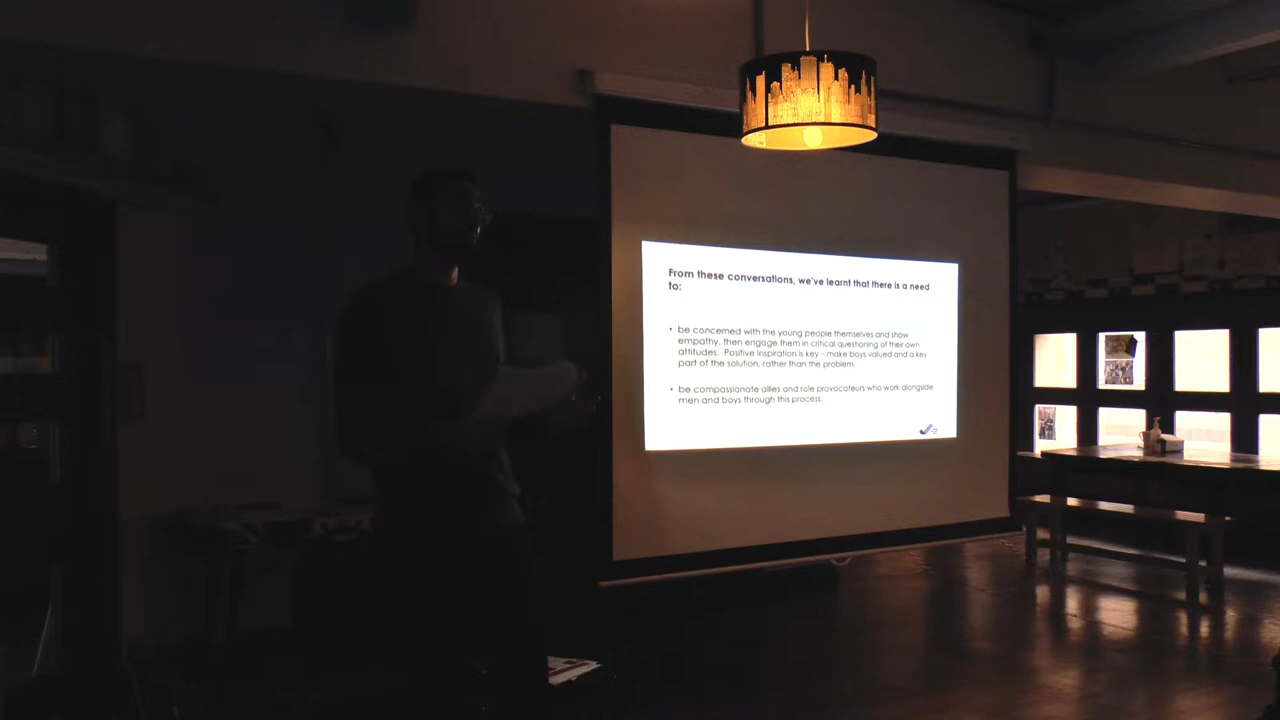 From these conversations, we've learnt that there is a need
to:
• be concerned with the young people themselves and show
empathy, then engage them in critical questioning of their own
attitudes. Positive inspiration is key – make boys valued and a key
part of the solution, rather than the problem.
• be compassionate allies and role provocateurs who work alongside
men and boys through this process.